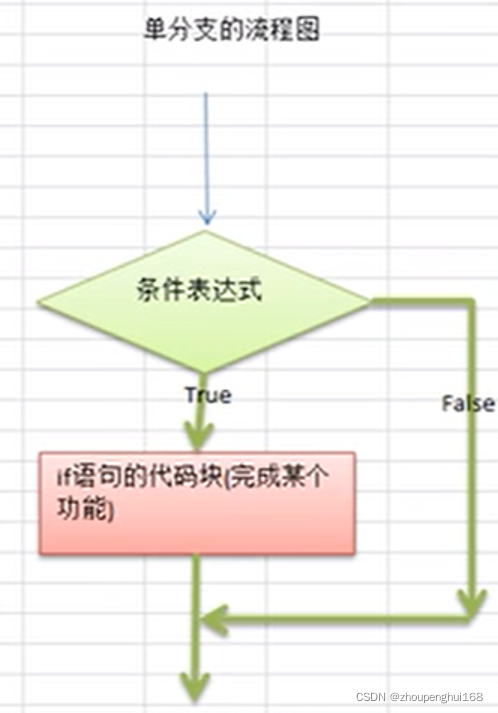 单分支的流程图
条件表达式
True
False
if语句的代码块(完成某个
功能)
CSDN @zhoupenghui168